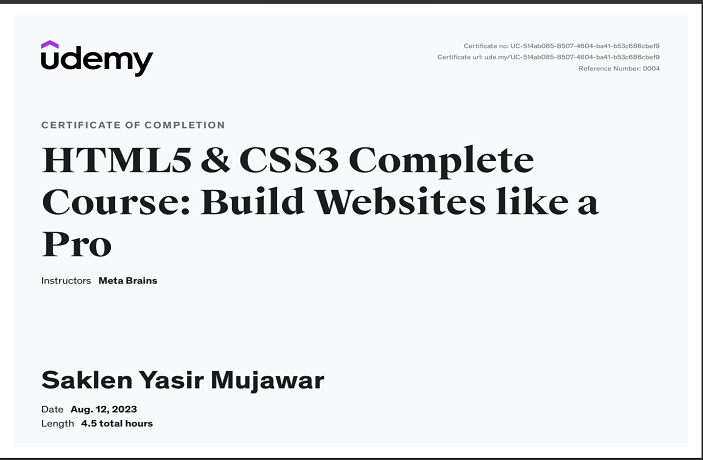 udemy
Certificate no: UC-514ab085-8507-4604-ba41-b53c686cbef9
Certificate url: ude.my/UC-514ab085-8507-4604-ba41-b53c686cbef9
Reference Number: 0004
CERTIFICATE OF COMPLETION
HTML5 & CSS3 Complete
Course: Build Websites like a
Pro
Instructors Meta Brains
Saklen Yasir Mujawar
Date Aug. 12, 2023
Length 4.5 total hours